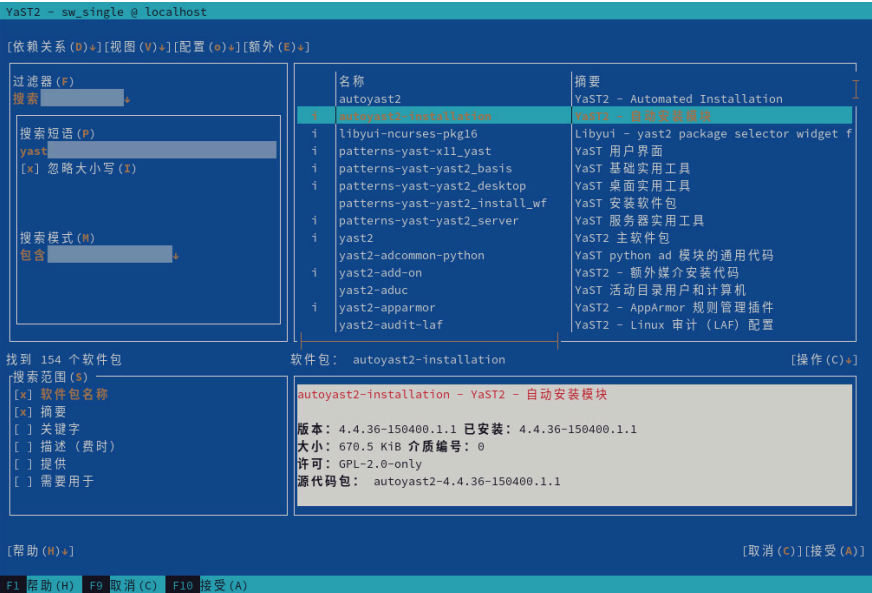 YaST2 - sw_single @ localhost
[依赖关系(D)↓][视图(V)↓][配置(o)↓][额外(E)↓]
过滤器(F)
搜索 ↓
搜索短语(P)
yast
[x] 忽略大小写(I)
搜索模式(M)
包含 ↓
名称 摘要
autoyast2 YaST2 - Automated Installation
i autoyast2-installation YaST2 - 自动安装模块
i libyui-ncurses-pkg16 Libyui - yast2 package selector widget f
i patterns-yast-x11_yast YaST 用户界面
i patterns-yast-yast2_basis YaST 基础实用工具
i patterns-yast-yast2_desktop YaST 桌面实用工具
patterns-yast-yast2_install_wf YaST 安装软件包
i patterns-yast-yast2_server YaST 服务器实用工具
i yast2 YaST2 主软件包
yast2-adcommon-python YaST python ad 模块的通用代码
i yast2-add-on YaST2 - 额外媒介安装代码
yast2-aduc YaST 活动目录用户和计算机
i yast2-apparmor YaST2 - AppArmor 规则管理插件
yast2-audit-laf YaST2 - Linux 审计 (LAF) 配置
找到 154 个软件包
软件包： autoyast2-installation [操作(C)↓]
搜索范围(S)
[x] 软件包名称
[x] 摘要
[ ] 关键字
[ ] 描述 (费时)
[ ] 提供
[ ] 需要用于
autoyast2-installation - YaST2 - 自动安装模块
版本：4.4.36-150400.1.1 已安装：4.4.36-150400.1.1
大小：670.5 KiB 介质编号：0
许可：GPL-2.0-only
源代码包： autoyast2-4.4.36-150400.1.1
[帮助(H)↓] [取消(C)][接受(A)]
F1 帮助(H) F9 取消(C) F10 接受(A)